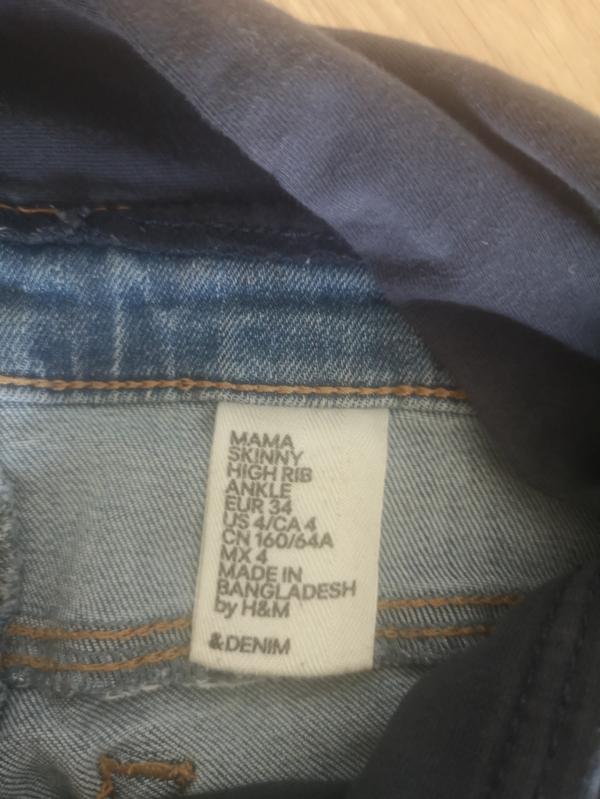 MAMA
SKINNY
HIGH RIB
ANKLE
EUR 34
US 4/CA 4
CN 160/64A
MX 4
MADE IN
BANGLADESH
by H&M
&DENIM